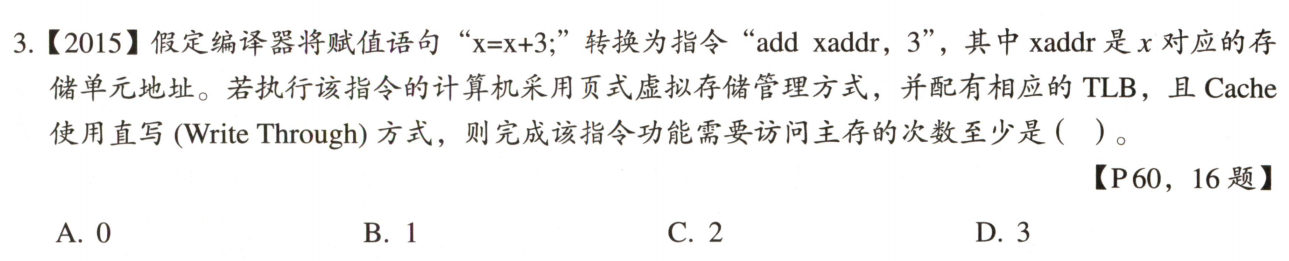 3.【2015】假定编译器将赋值语句“x=x+3;”转换为指令“add xaddr，3”，其中 xaddr 是 x 对应的存
储单元地址。若执行该指令的计算机采用页式虚拟存储管理方式，并配有相应的 TLB，且 Cache
使用直写 (Write Through) 方式，则完成该指令功能需要访问主存的次数至少是 (　)。
【P60，16 题】
A. 0 B. 1 C. 2 D. 3